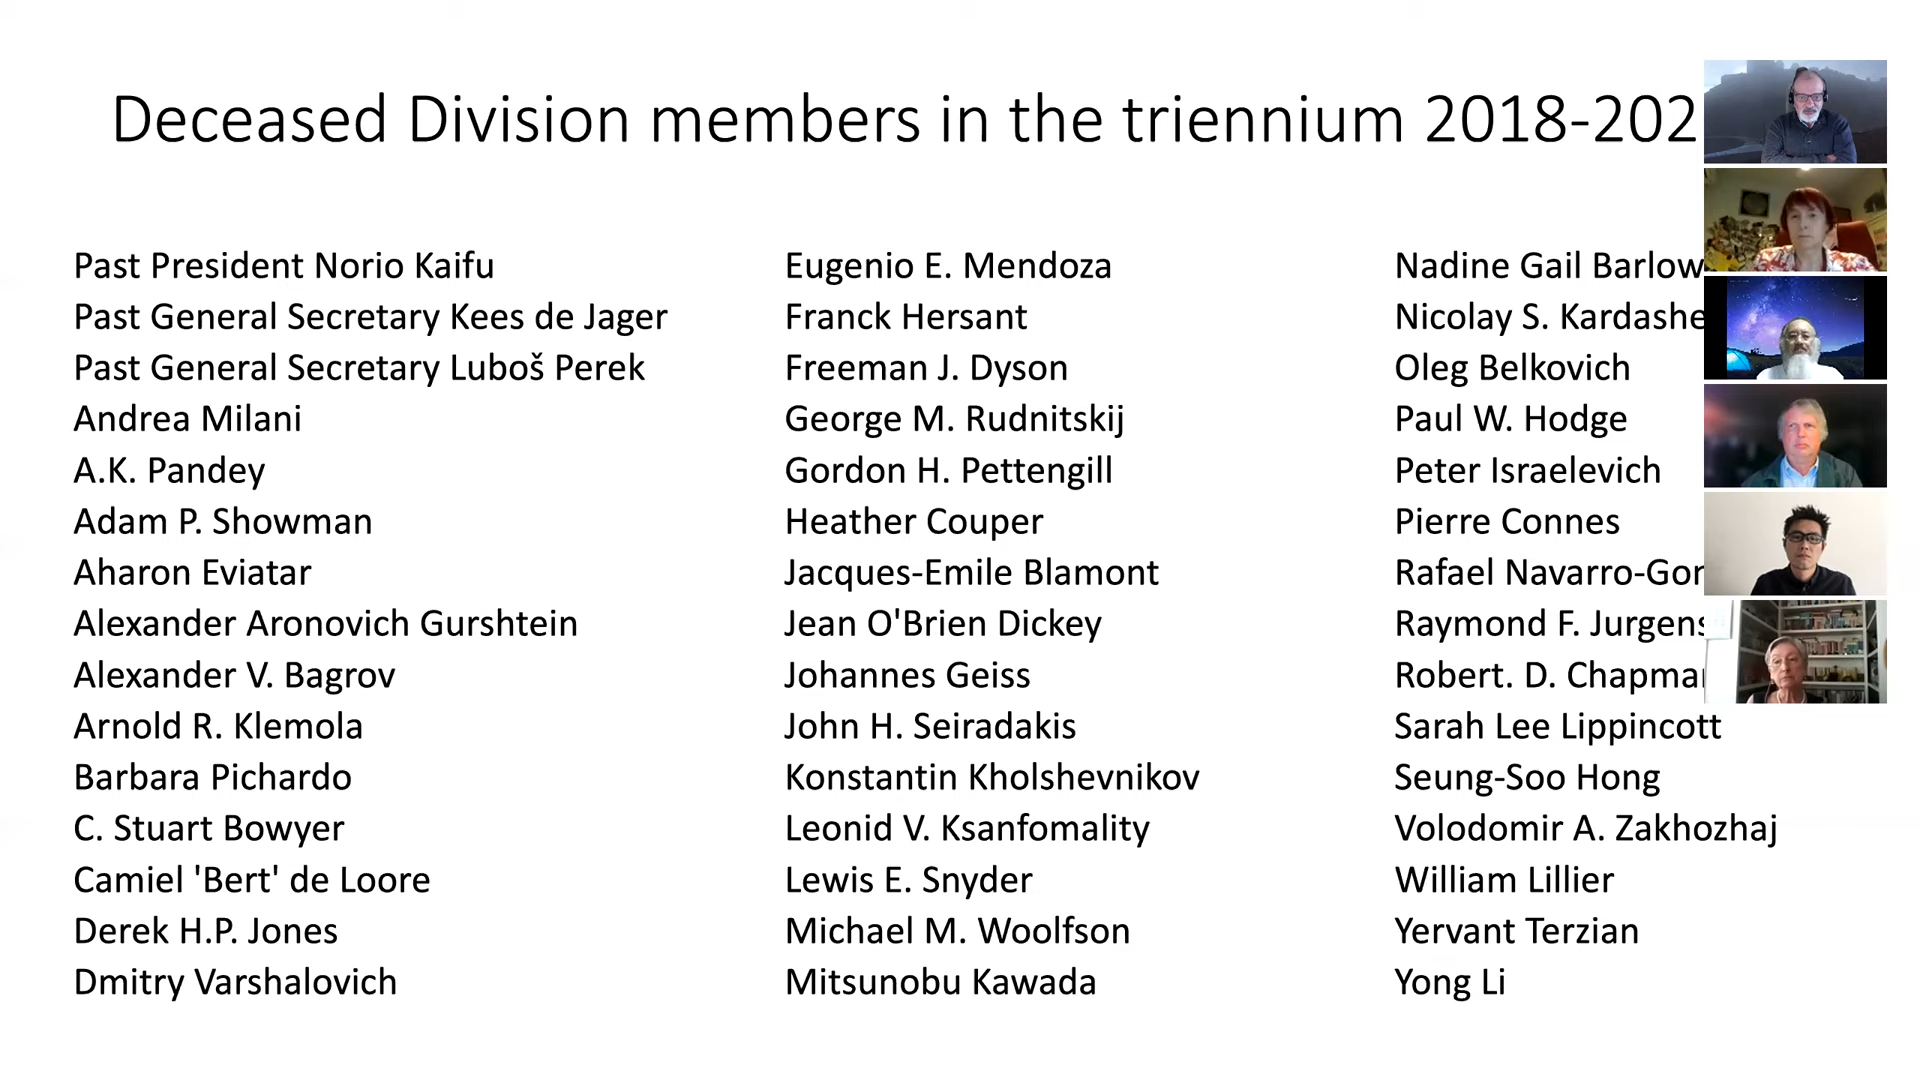 Deceased Division members in the triennium 2018-202
Past President Norio Kaifu
Past General Secretary Kees de Jager
Past General Secretary Luboš Perek
Andrea Milani
A.K. Pandey
Adam P. Showman
Aharon Eviatar
Alexander Aronovich Gurshtein
Alexander V. Bagrov
Arnold R. Klemola
Barbara Pichardo
C. Stuart Bowyer
Camiel 'Bert' de Loore
Derek H.P. Jones
Dmitry Varshalovich
Eugenio E. Mendoza
Franck Hersant
Freeman J. Dyson
George M. Rudnitskij
Gordon H. Pettengill
Heather Couper
Jacques-Emile Blamont
Jean O'Brien Dickey
Johannes Geiss
John H. Seiradakis
Konstantin Kholshevnikov
Leonid V. Ksanfomality
Lewis E. Snyder
Michael M. Woolfson
Mitsunobu Kawada
Nadine Gail Barlow
Nicolay S. Kardashe
Oleg Belkovich
Paul W. Hodge
Peter Israelevich
Pierre Connes
Rafael Navarro-Gon
Raymond F. Jurgens
Robert. D. Chapman
Sarah Lee Lippincott
Seung-Soo Hong
Volodomir A. Zakhozhaj
William Lillier
Yervant Terzian
Yong Li